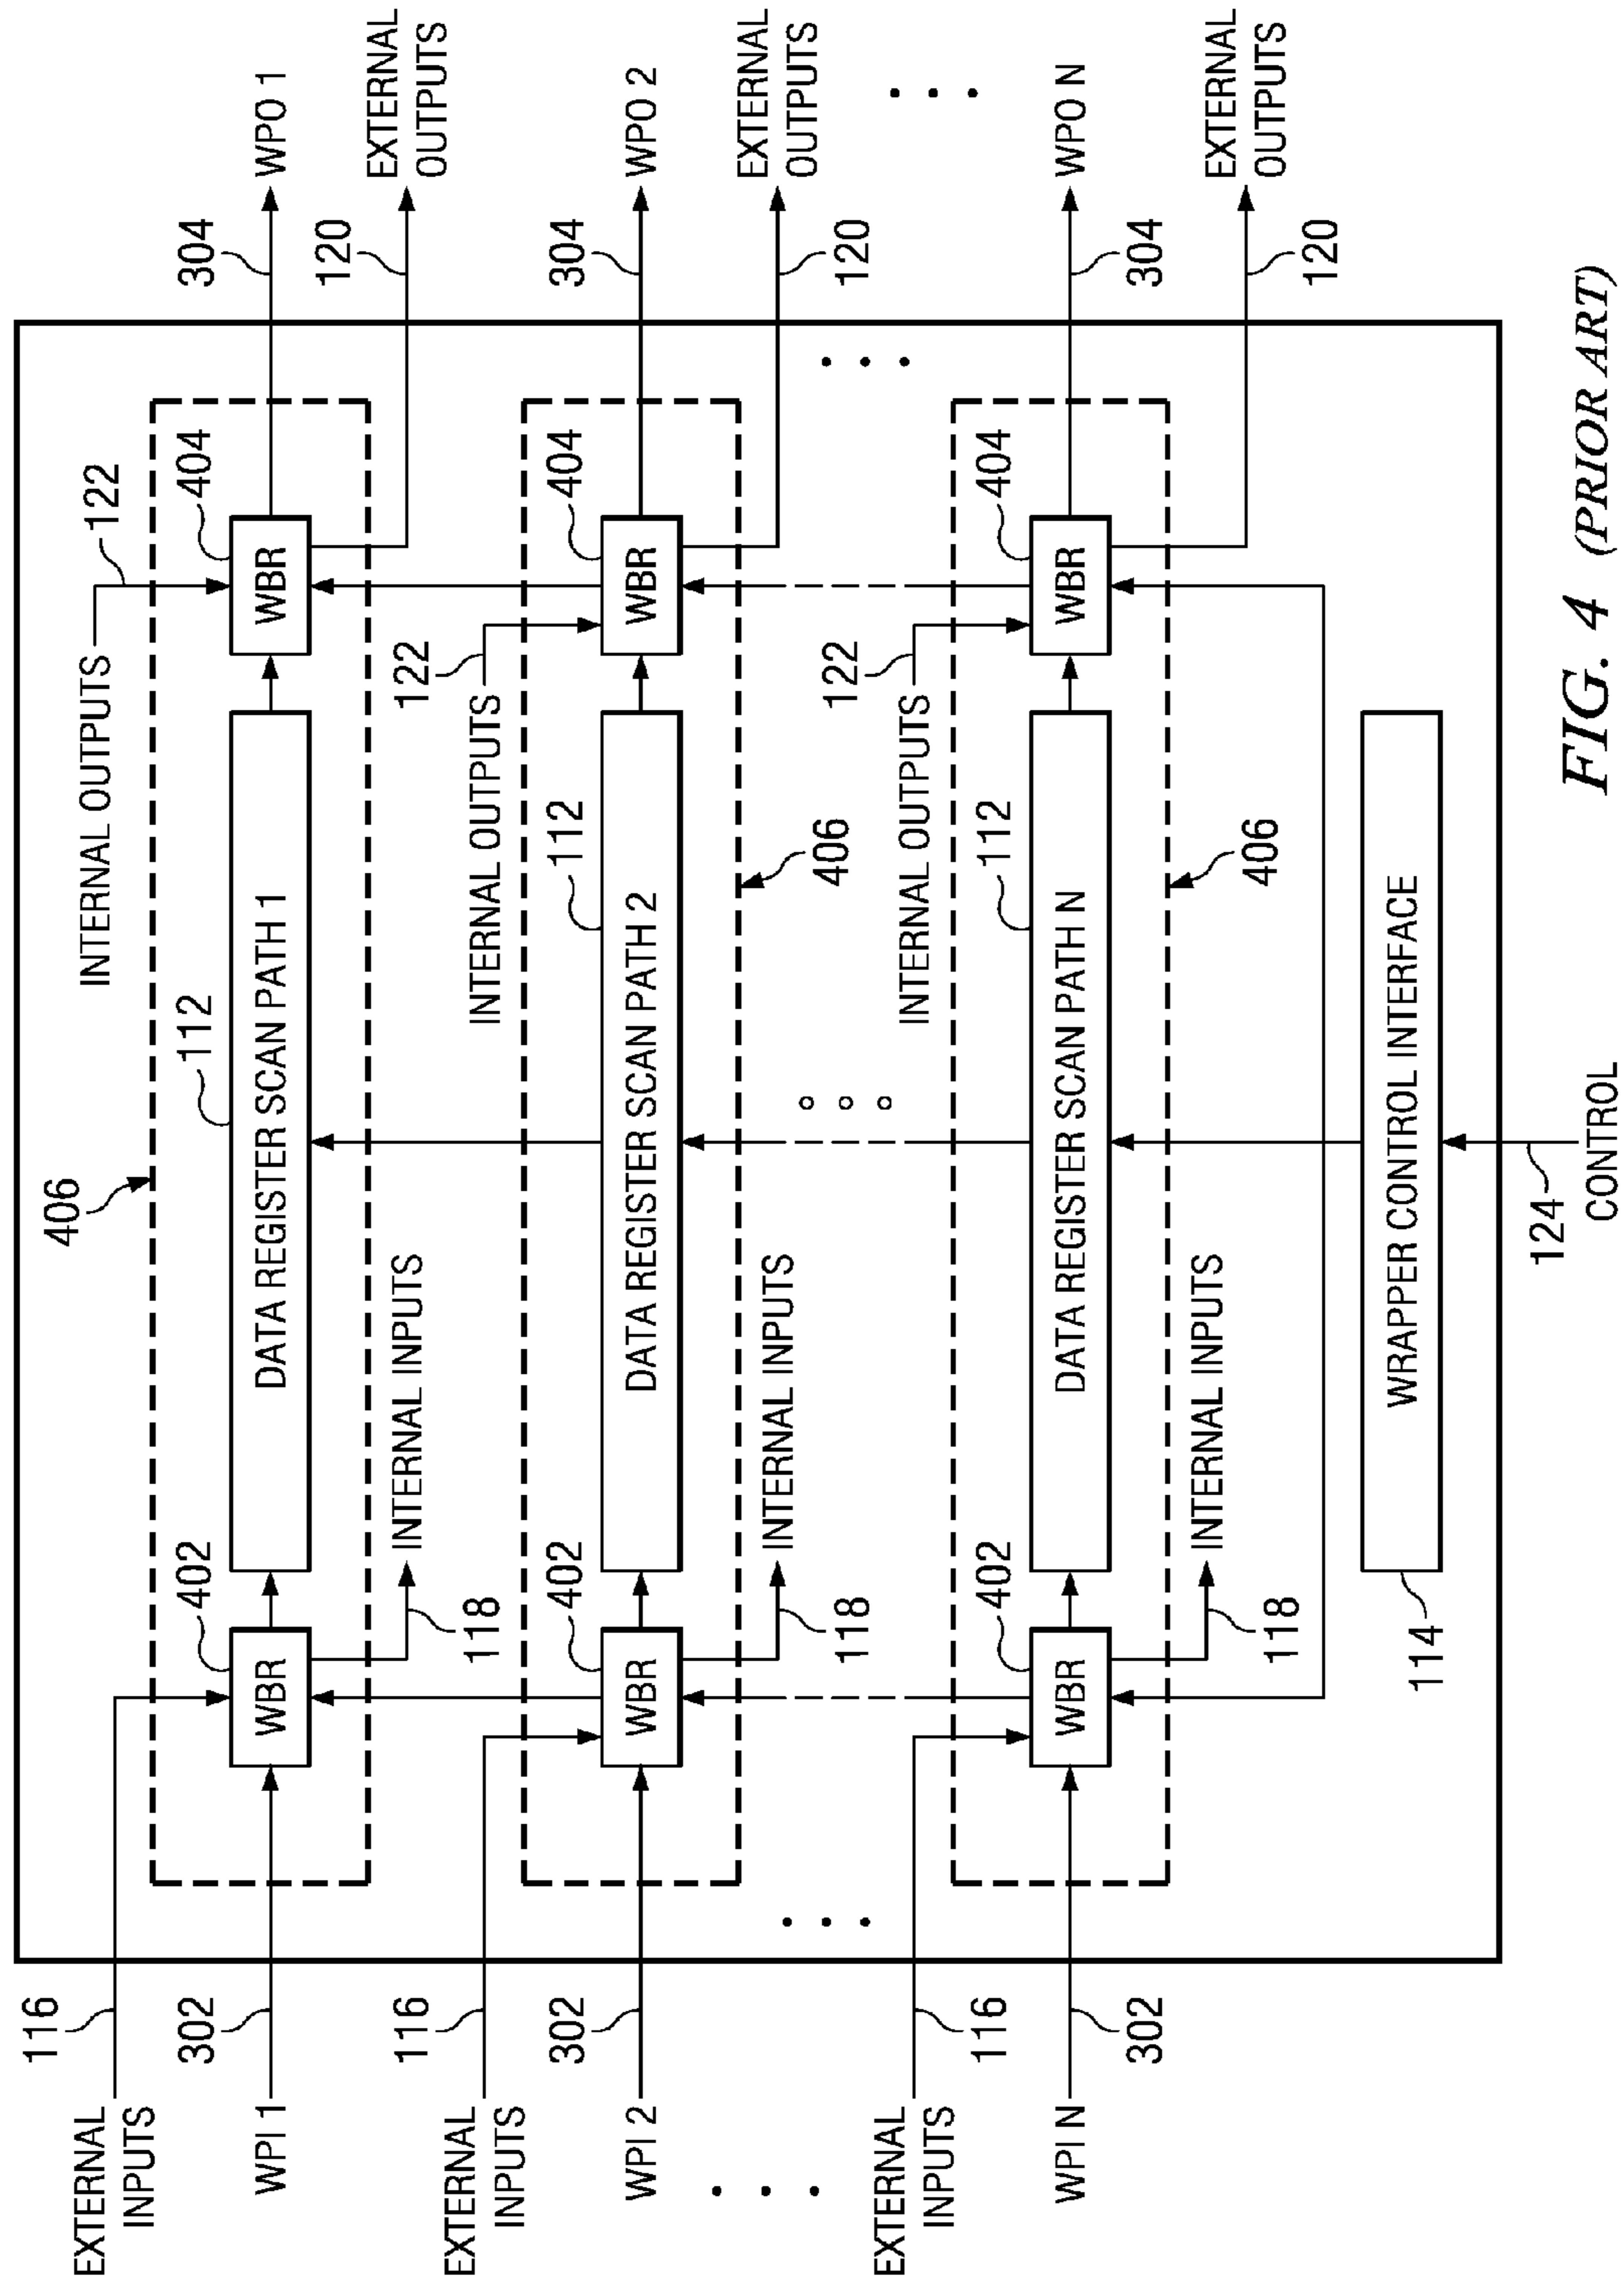 INTERNAL OUTPUTS
122
116
EXTERNAL
INPUTS
406
402
112
404
304
WPI 1
302
WBR
DATA REGISTER SCAN PATH 1
WBR
WPO 1
118
INTERNAL INPUTS
120
EXTERNAL
OUTPUTS
INTERNAL OUTPUTS
122
116
EXTERNAL
INPUTS
402
112
404
304
WPI 2
302
WBR
DATA REGISTER SCAN PATH 2
WBR
WPO 2
118
INTERNAL INPUTS
406
120
EXTERNAL
OUTPUTS
INTERNAL OUTPUTS
122
EXTERNAL
INPUTS
116
402
112
404
304
WPI N
302
WBR
DATA REGISTER SCAN PATH N
WBR
WPO N
118
INTERNAL INPUTS
406
120
EXTERNAL
OUTPUTS
114
WRAPPER CONTROL INTERFACE
124
CONTROL
FIG. 4 (PRIOR ART)